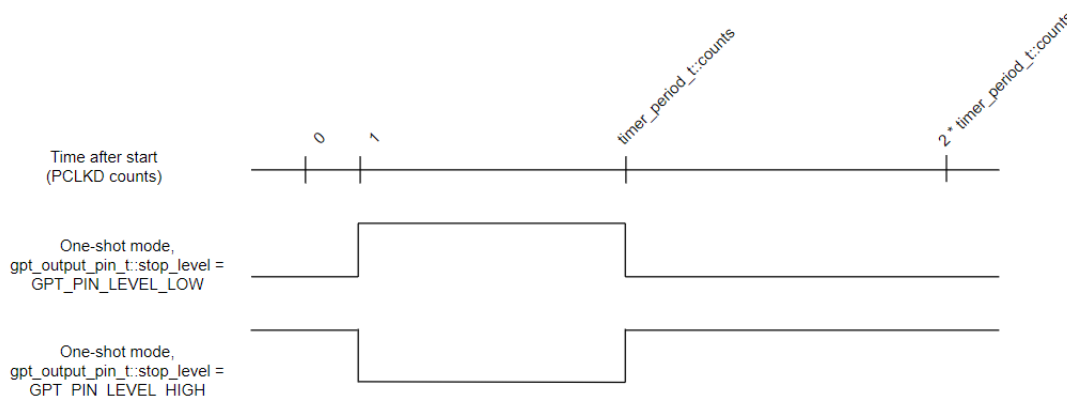 0
1
timer_period_t::counts
2 * timer_period_t::counts
Time after start
(PCLKD counts)
One-shot mode,
gpt_output_pin_t::stop_level =
GPT_PIN_LEVEL_LOW
One-shot mode,
gpt_output_pin_t::stop_level =
GPT_PIN_LEVEL_HIGH